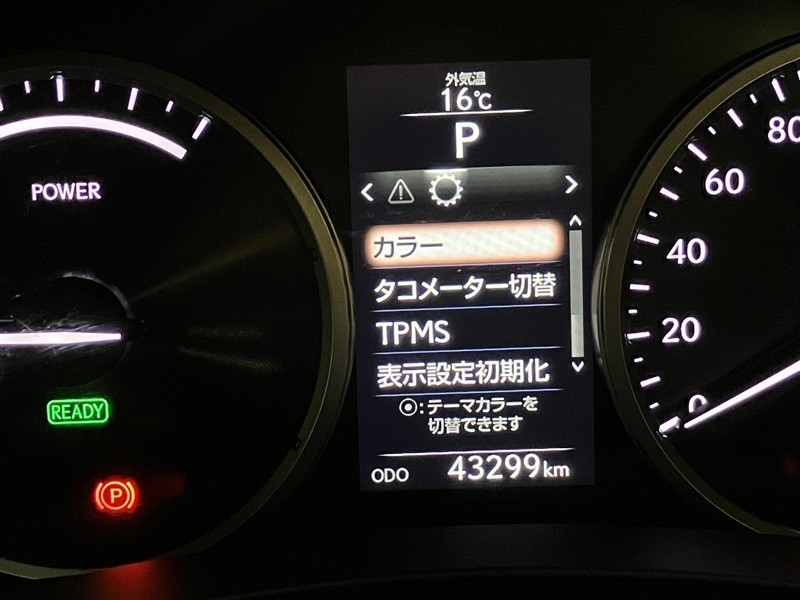 POWER
READY
P
外気温
16℃
P
カラー
タコメーター切替
TPMS
表示設定初期化
:テーマカラーを
切替できます
ODO 43299km
80
60
40
20
0